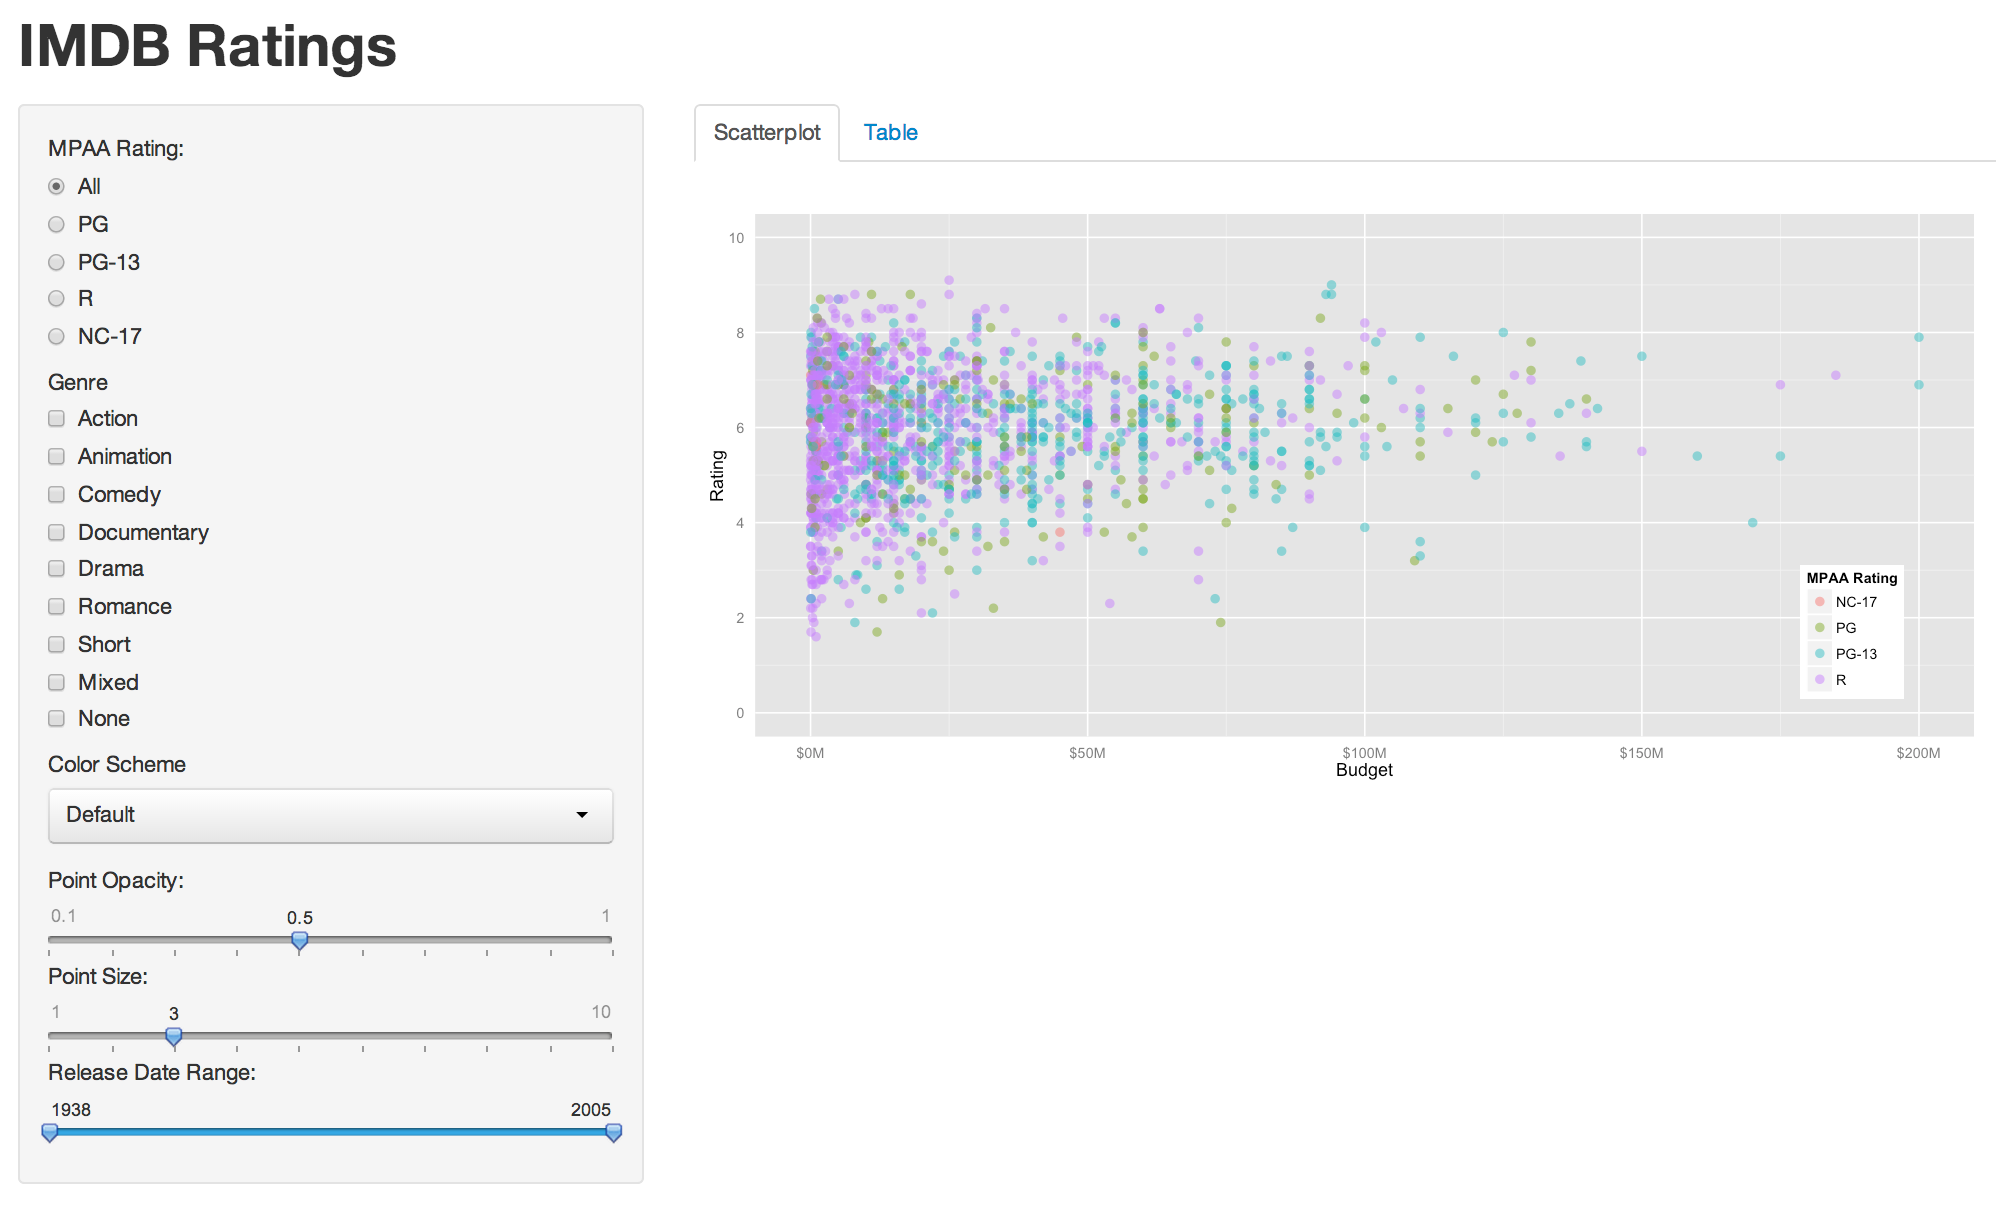 IMDB Ratings
MPAA Rating:
All
PG
PG-13
R
NC-17
Genre
Action
Animation
Comedy
Documentary
Drama
Romance
Short
Mixed
None
Color Scheme
Default
Point Opacity:
0.1 0.5 1
Point Size:
1 3 10
Release Date Range:
1938 2005
Scatterplot Table
10
8
6
4
2
0
Rating
$0M $50M $100M $150M $200M
Budget
MPAA Rating
NC-17
PG
PG-13
R